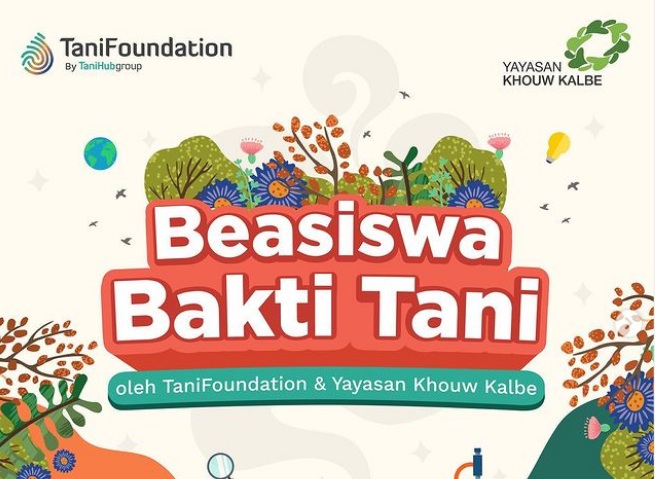 TaniFoundation
By TaniHubgroup
YAYASAN
KHOUW KALBE
Beasiswa
Bakti Tani
oleh TaniFoundation & Yayasan Khouw Kalbe